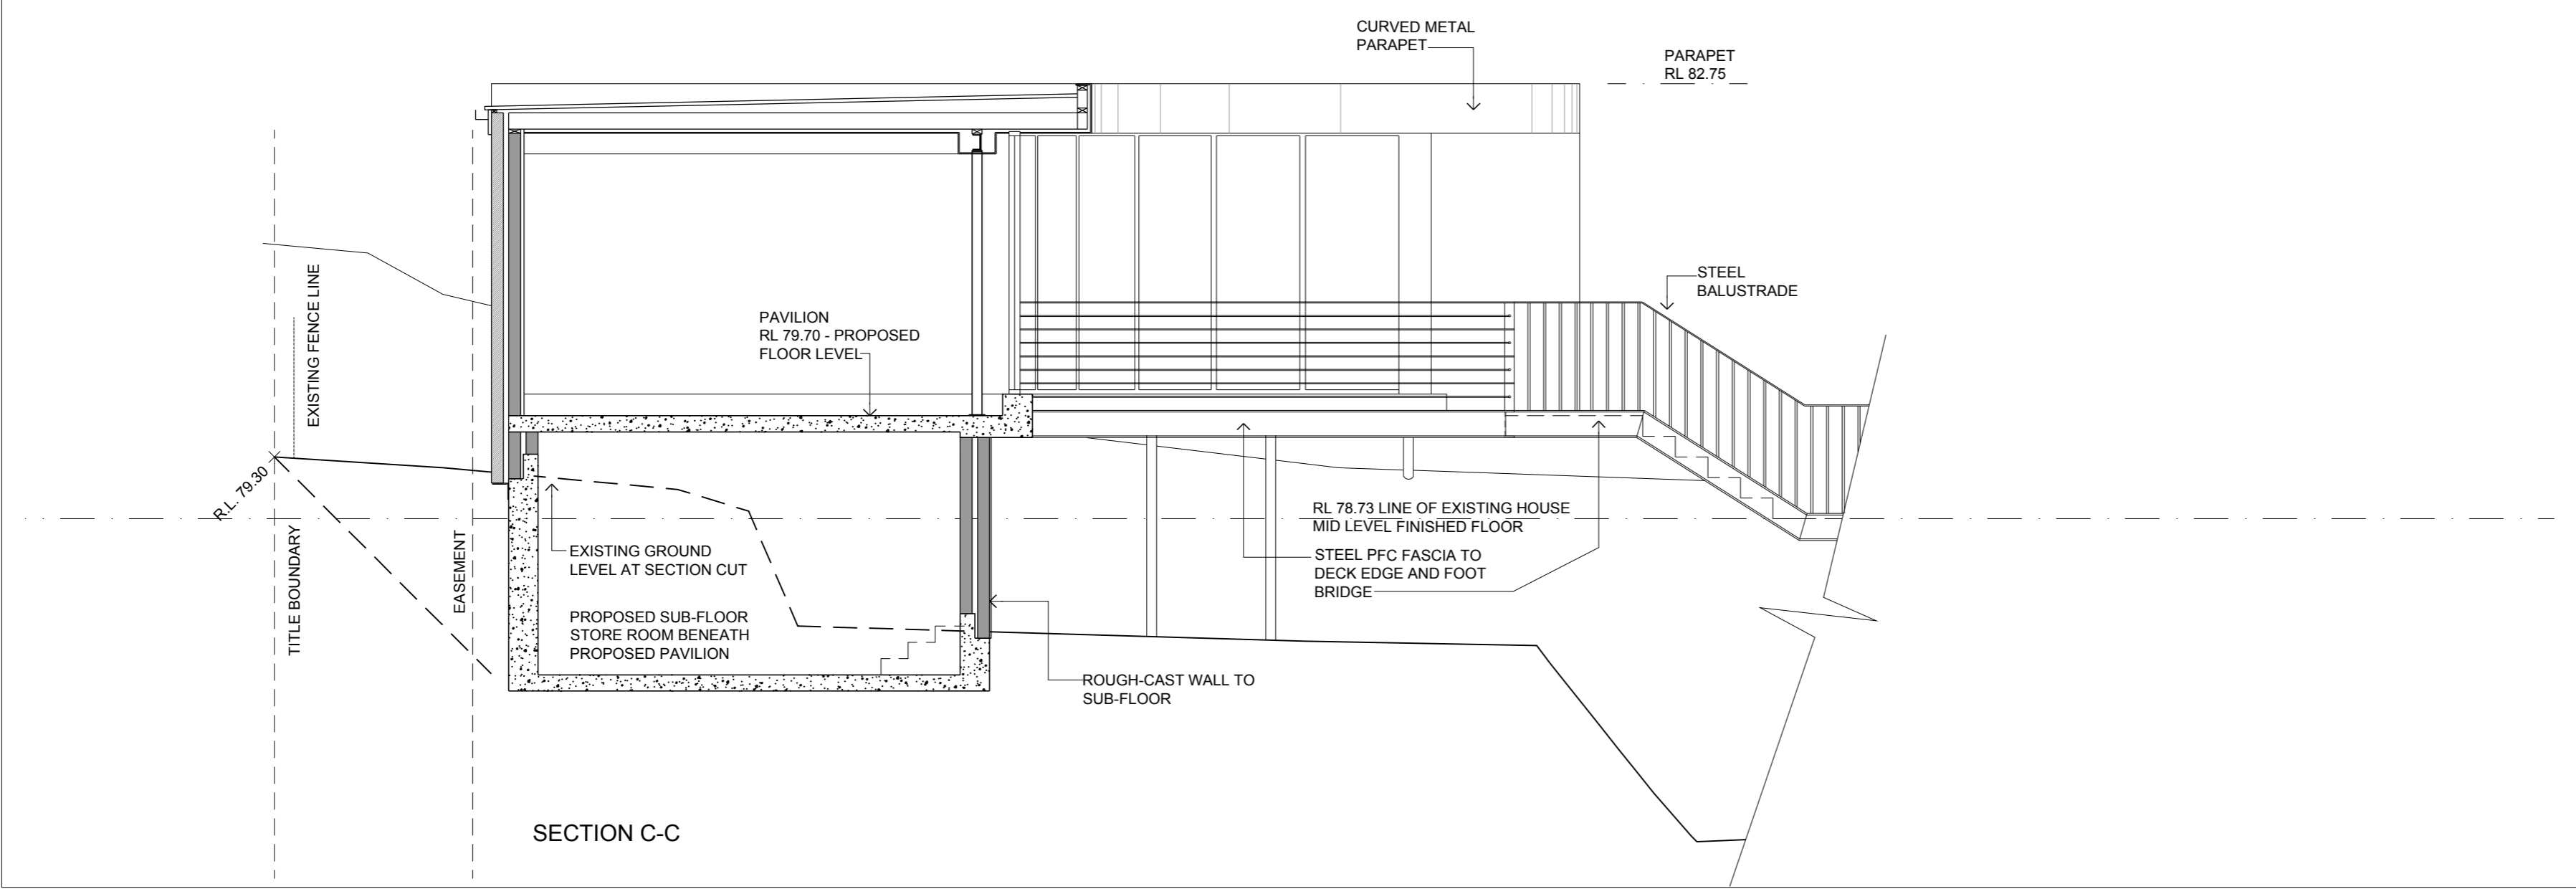 CURVED METAL
PARAPET
PARAPET
RL 82.75
EXISTING FENCE LINE
STEEL
BALUSTRADE
PAVILION
RL 79.70 - PROPOSED
FLOOR LEVEL
R.L. 79.30
TITLE BOUNDARY
EASEMENT
EXISTING GROUND
LEVEL AT SECTION CUT
RL 78.73 LINE OF EXISTING HOUSE
MID LEVEL FINISHED FLOOR
STEEL PFC FASCIA TO
DECK EDGE AND FOOT
BRIDGE
PROPOSED SUB-FLOOR
STORE ROOM BENEATH
PROPOSED PAVILION
ROUGH-CAST WALL TO
SUB-FLOOR
SECTION C-C